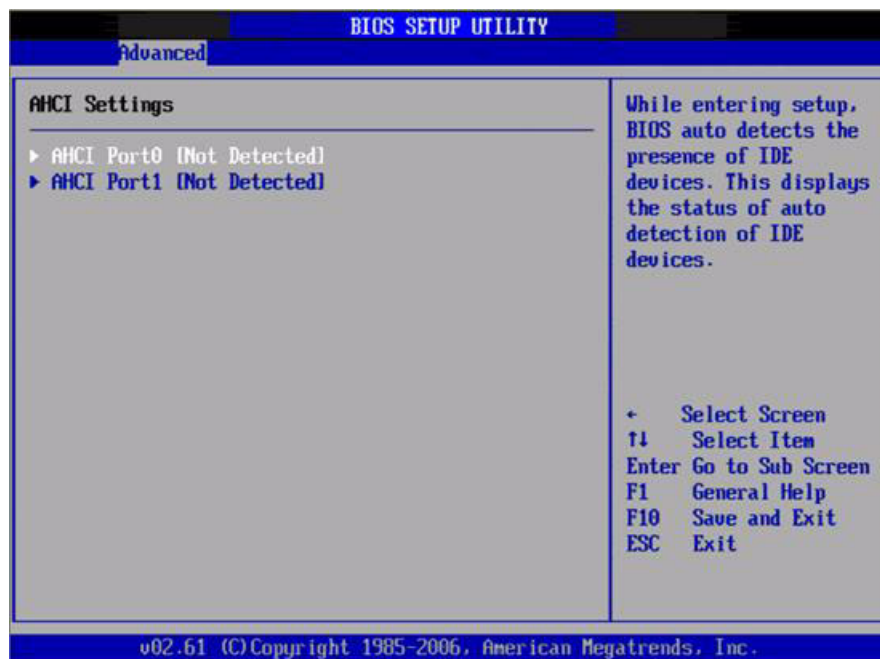 BIOS SETUP UTILITY
Advanced
AHCI Settings
▶ AHCI Port0 [Not Detected]
▶ AHCI Port1 [Not Detected]
While entering setup,
BIOS auto detects the
presence of IDE
devices. This displays
the status of auto
detection of IDE
devices.
← Select Screen
↑↓ Select Item
Enter Go to Sub Screen
F1 General Help
F10 Save and Exit
ESC Exit
v02.61 (C)Copyright 1985-2006, American Megatrends, Inc.